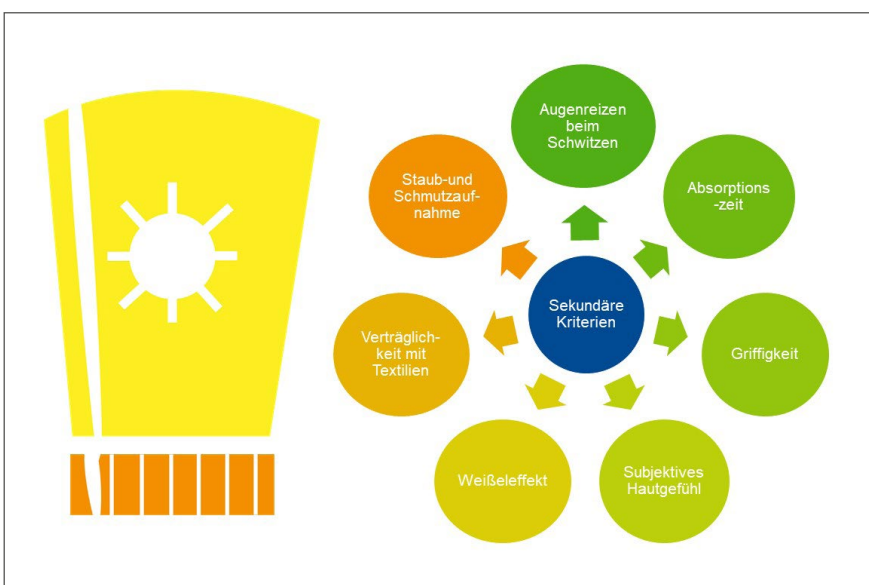 Augenreizen
beim
Schwitzen
Absorptions
-zeit
Griffigkeit
Subjektives
Hautgefühl
Weißeleffekt
Verträglich-
keit mit
Textilien
Staub-und
Schmutzauf-
nahme
Sekundäre
Kriterien